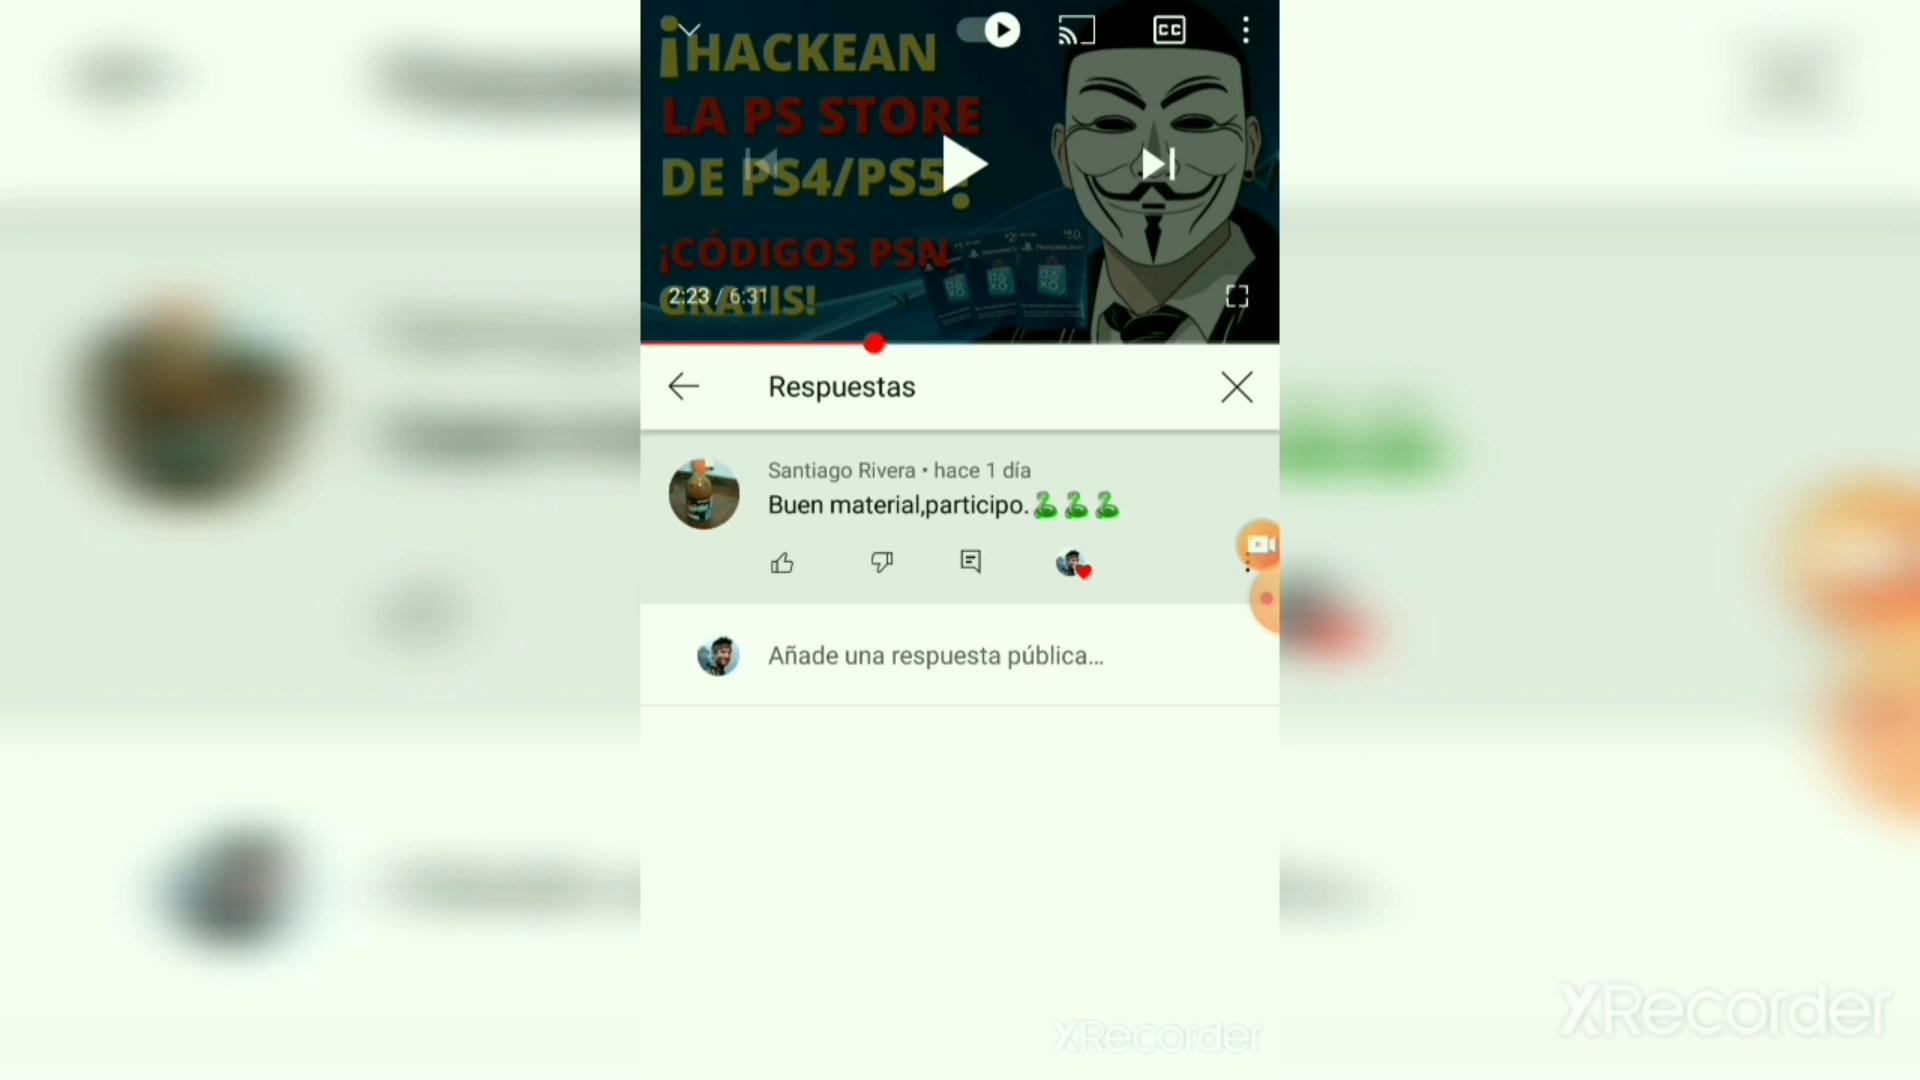 ¡HACKEAN
LA PS STORE
DE PS4/PS5!
¡CÓDIGOS PSN
GRATIS!
2:23 / 6:31
CC
Respuestas
Santiago Rivera • hace 1 día
Buen material,participo.🐍🐍🐍
Añade una respuesta pública...
XRecorder
XRecorder